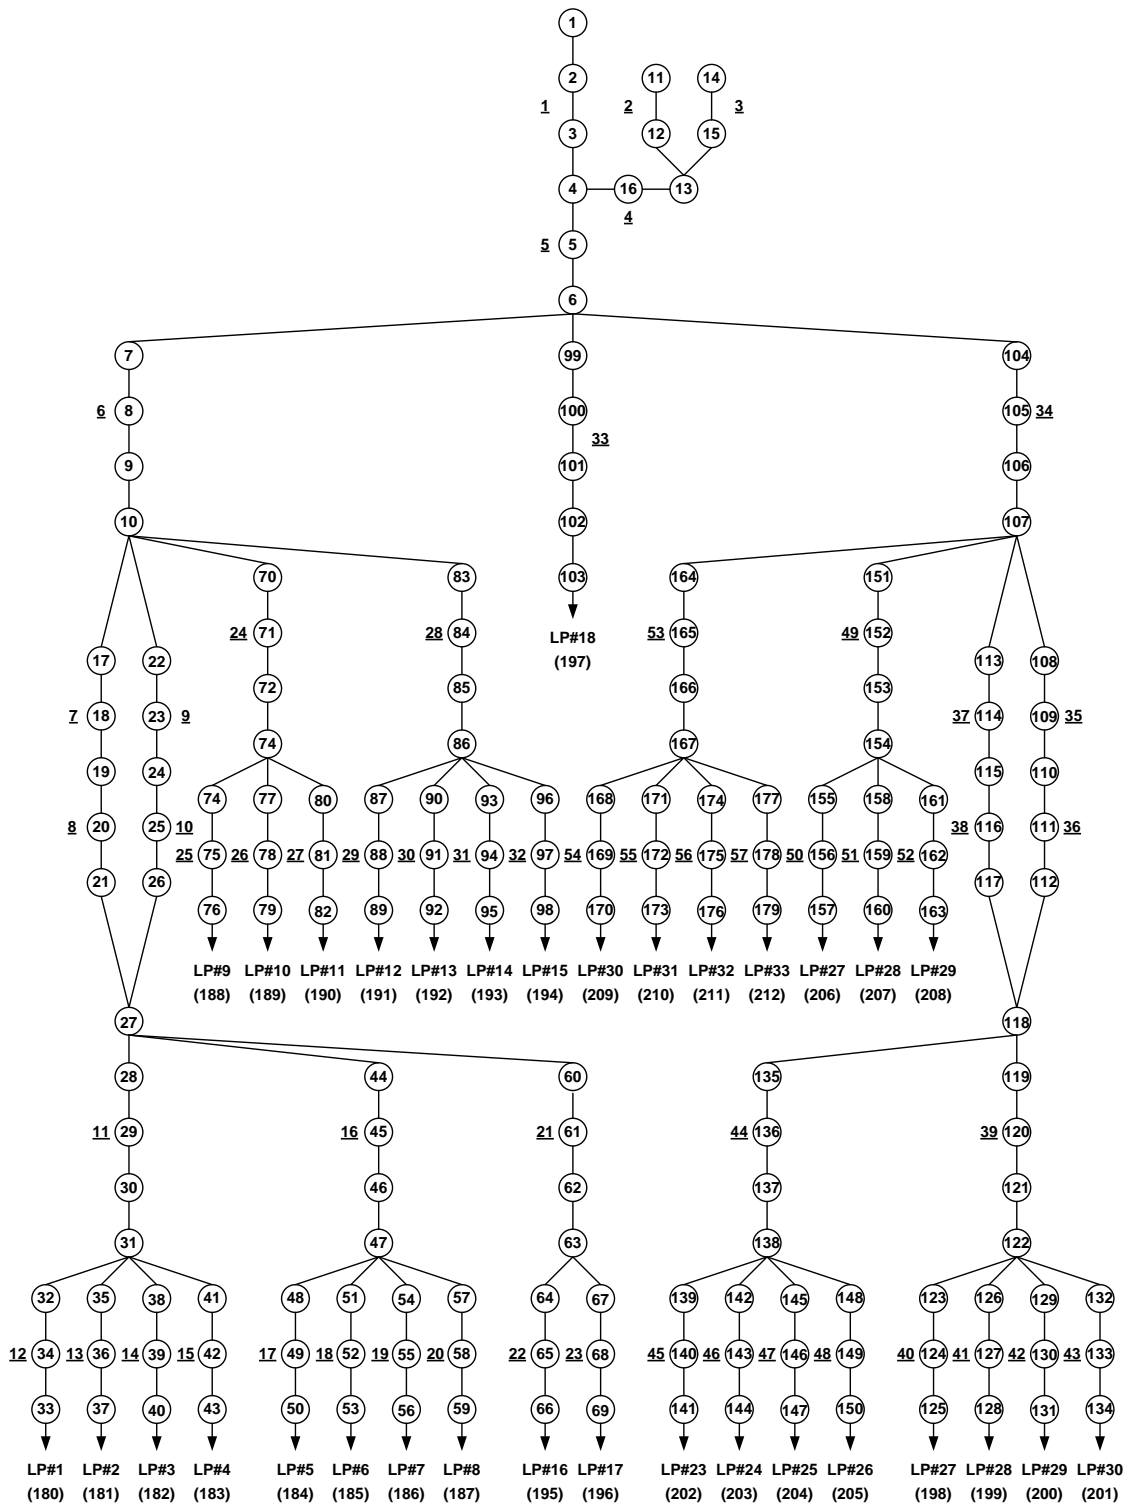 1
2 11 14
1 2 3
3 12 15
4 16 13
4
5 5
6
7 99 104
6 8 100 105 34
33
9 101 106
10 102 107
70 83 103 164 151
24 71 28 84 53 165 49 152
LP#18
(197)
17 22 113 108
72 85 166 153
7 18 23 9 37 114 109 35
74 86 167 154
19 24 115 110
74 77 80 87 90 93 96 168 171 174 177 155 158 161
8 20 25 10 38 116 111 36
25 75 26 78 27 81 29 88 30 91 31 94 32 97 54 169 55 172 56 175 57 178 50 156 51 159 52 162
21 26 117 112
76 79 82 89 92 95 98 170 173 176 179 157 160 163
LP#9 LP#10 LP#11 LP#12 LP#13 LP#14 LP#15 LP#30 LP#31 LP#32 LP#33 LP#27 LP#28 LP#29
(188) (189) (190) (191) (192) (193) (194) (209) (210) (211) (212) (206) (207) (208)
27 118
28 44 60 135 119
11 29 16 45 21 61 44 136 39 120
30 46 62 137 121
31 47 63 138 122
32 35 38 41 48 51 54 57 64 67 139 142 145 148 123 126 129 132
12 34 13 36 14 39 15 42 17 49 18 52 19 55 20 58 22 65 23 68 45 140 46 143 47 146 48 149 40 124 41 127 42 130 43 133
33 37 40 43 50 53 56 59 66 69 141 144 147 150 125 128 131 134
LP#1 LP#2 LP#3 LP#4 LP#5 LP#6 LP#7 LP#8 LP#16 LP#17 LP#23 LP#24 LP#25 LP#26 LP#27 LP#28 LP#29 LP#30
(180) (181) (182) (183) (184) (185) (186) (187) (195) (196) (202) (203) (204) (205) (198) (199) (200) (201)